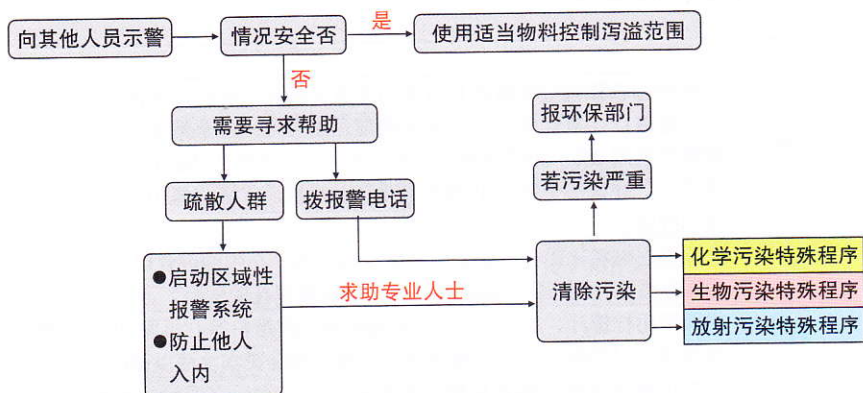 向其他人员示警
情况安全否
是
使用适当物料控制泻溢范围
否
需要寻求帮助
报环保部门
疏散人群
拨报警电话
若污染严重
●启动区域性
报警系统
●防止他人
入内
求助专业人士
清除污染
化学污染特殊程序
生物污染特殊程序
放射污染特殊程序